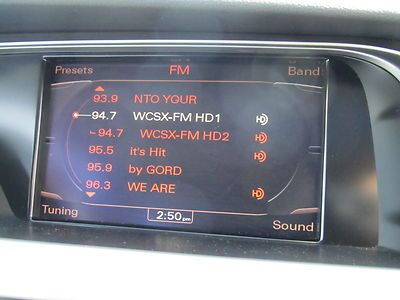 Presets FM Band
93.9 NTO YOUR
94.7 WCSX-FM HD1
94.7 WCSX-FM HD2
95.5 it's Hit
95.9 by GORD
96.3 WE ARE
Tuning 2:50pm Sound